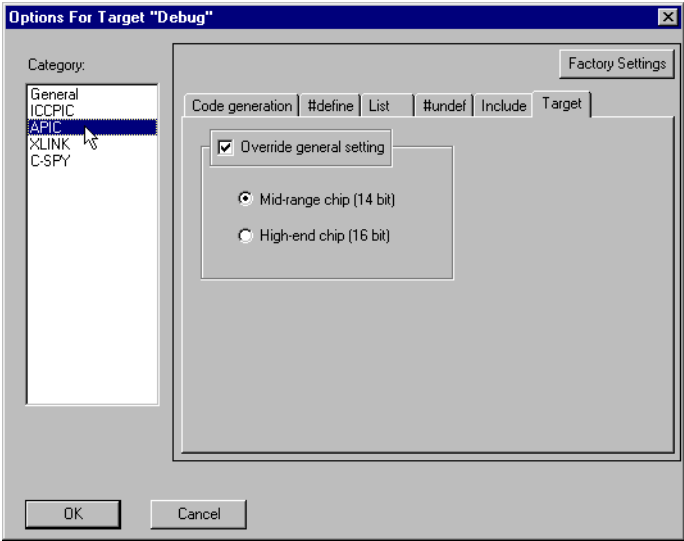 Options For Target "Debug"
Category:
General
ICCPIC
APIC
XLINK
C-SPY
Factory Settings
Code generation #define List #undef Include Target
Override general setting
Mid-range chip (14 bit)
High-end chip (16 bit)
OK Cancel